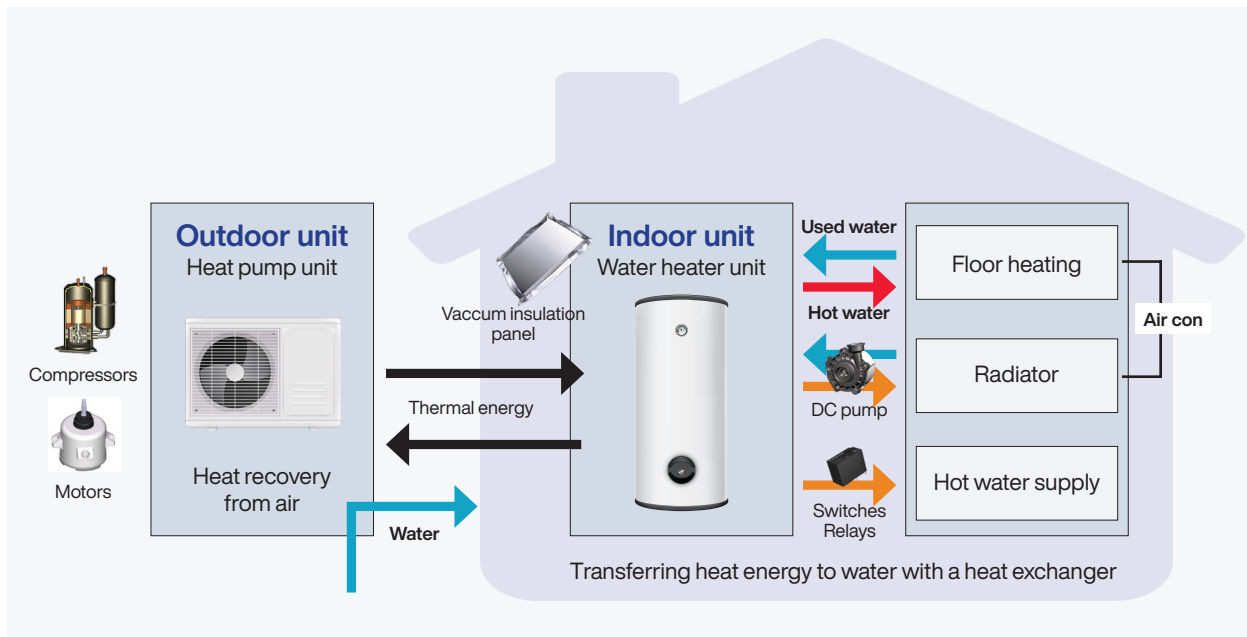 Outdoor unit
Heat pump unit
Compressors
Motors
Heat recovery
from air
Vaccum insulation
panel
Thermal energy
Water
Indoor unit
Water heater unit
Used water
Hot water
DC pump
Switches
Relays
Floor heating
Radiator
Hot water supply
Air con
Transferring heat energy to water with a heat exchanger